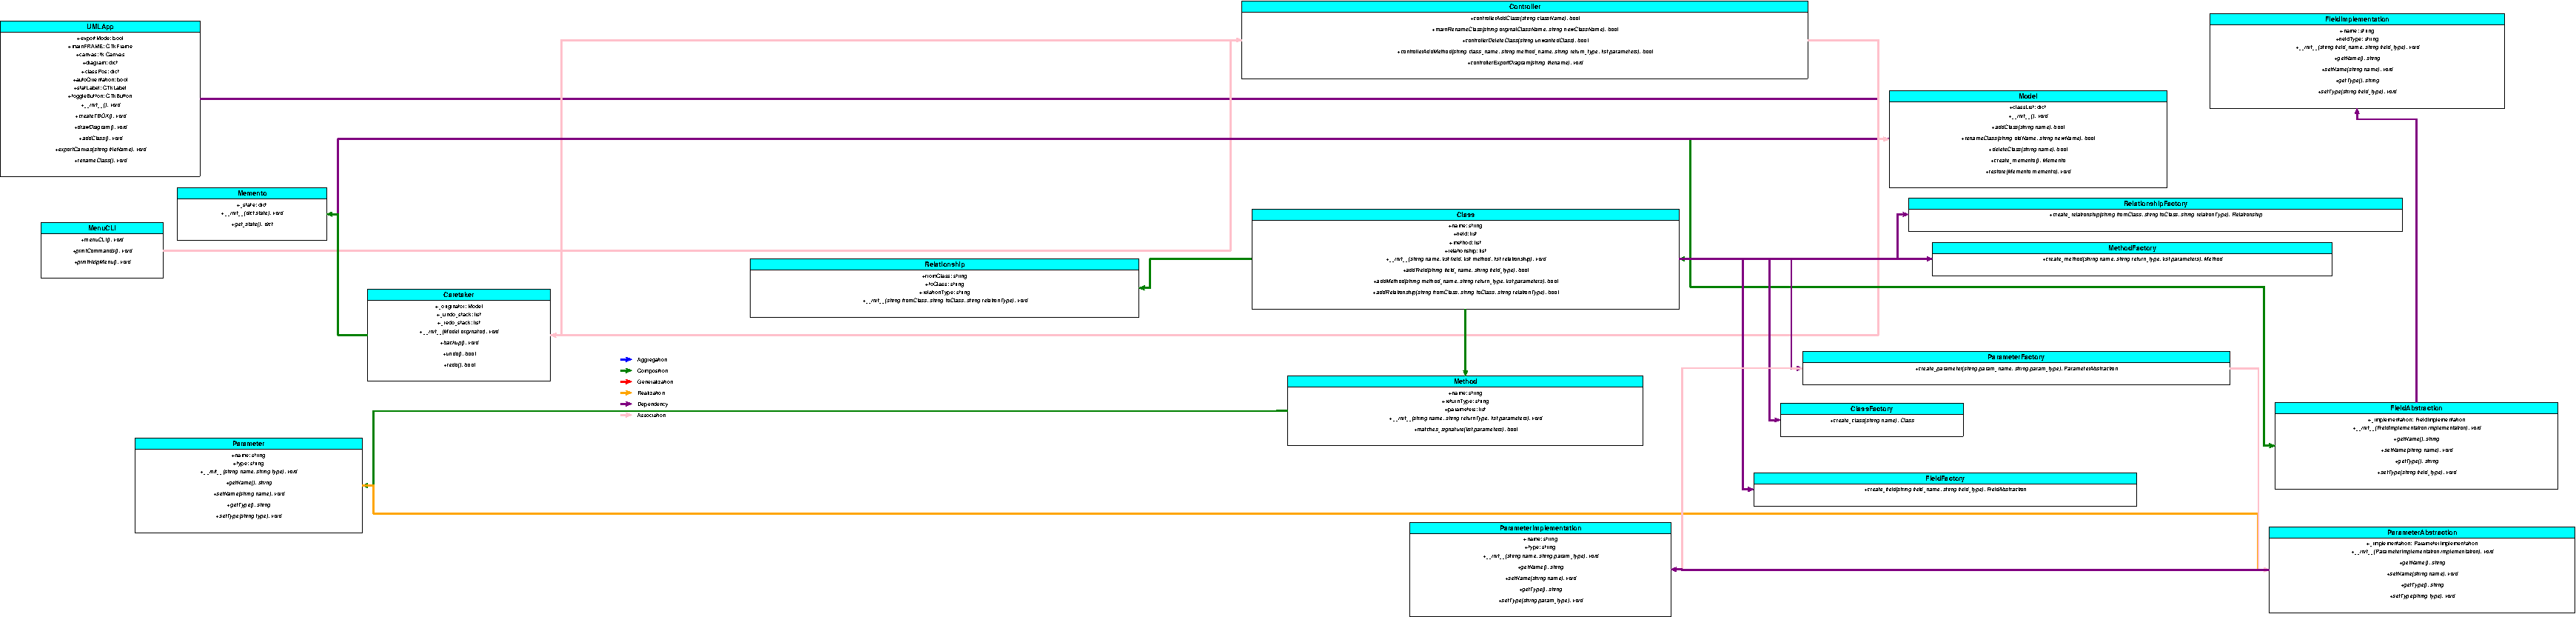 UMLApp
+exportMode: bool
+mainFRAME: CTkFrame
+canvas: tk.Canvas
+diagram: dict
+classPos: dict
+autoOrientation: bool
+startLabel: CTkLabel
+toggleButton: CTkButton
+__init__(): void
+drawDiagram(): void
+addClass(): void
+exportCanvas(string fileName): void
+renameClass(): void
Controller
+controllerAddClass(string className): bool
+mainRenameClass(string originalClassName, string newClassName): bool
+controllerDeleteClass(string unwantedClass): bool
+controllerAddMethod(string class_name, string method_name, string return_type, list parameters): bool
+controllerExportDiagram(string filename): void
FieldImplementation
+name: string
+fieldType: string
+__init__(string field_name, string field_type): void
+getName(): string
+setName(string name): void
+getType(): string
+setType(string field_type): void
Model
+classList: dict
+__init__(): void
+addClass(string name): bool
+renameClass(string oldName, string newName): bool
+deleteClass(string name): bool
+create_memento(): Memento
+restore(Memento memento): void
Memento
+_state: dict
+__init__(dict state): void
+get_state(): dict
MenuCLI
+menuCLI(): void
+printCommands(): void
+printHelpMenu(): void
RelationshipFactory
+create_relationship(string fromClass, string toClass, string relationType): Relationship
Class
+name: string
+field: list
+method: list
+relationship: list
+__init__(string name, list field, list method, list relationship): void
+addField(string field_name, string field_type): bool
+addMethod(string method_name, string return_type, list parameters): bool
+addRelationship(string fromClass, string toClass, string relationType): bool
MethodFactory
+create_method(string name, string return_type, list parameters): Method
Relationship
+fromClass: string
+toClass: string
+relationType: string
+__init__(string fromClass, string toClass, string relationType): void
Caretaker
+_originator: Model
+_undo_stack: list
+_redo_stack: list
+__init__(Model originator): void
+backup(): void
+undo(): bool
+redo(): bool
Aggregation
Composition
Generalization
Realization
Dependency
Association
ParameterFactory
+create_parameter(string param_name, string param_type): ParameterAbstraction
Method
+name: string
+returnType: string
+parameters: list
+__init__(string name, string returnType, list parameters): void
+matches_signature(list parameters): bool
ClassFactory
+create_class(string name): Class
FieldAbstraction
+_implementation: FieldImplementation
+__init__(FieldImplementation implementation): void
+getName(): string
+setName(string name): void
+getType(): string
+setType(string field_type): void
Parameter
+name: string
+type: string
+__init__(string name, string type): void
+getName(): string
+setName(string name): void
+getType(): string
+setType(string type): void
FieldFactory
+create_field(string field_name, string field_type): FieldAbstraction
ParameterImplementation
+name: string
+type: string
+__init__(string name, string param_type): void
+getName(): string
+setName(string name): void
+getType(): string
+setType(string param_type): void
ParameterAbstraction
+_implementation: ParameterImplementation
+__init__(ParameterImplementation implementation): void
+getName(): string
+setName(string name): void
+getType(): string
+setType(string type): void